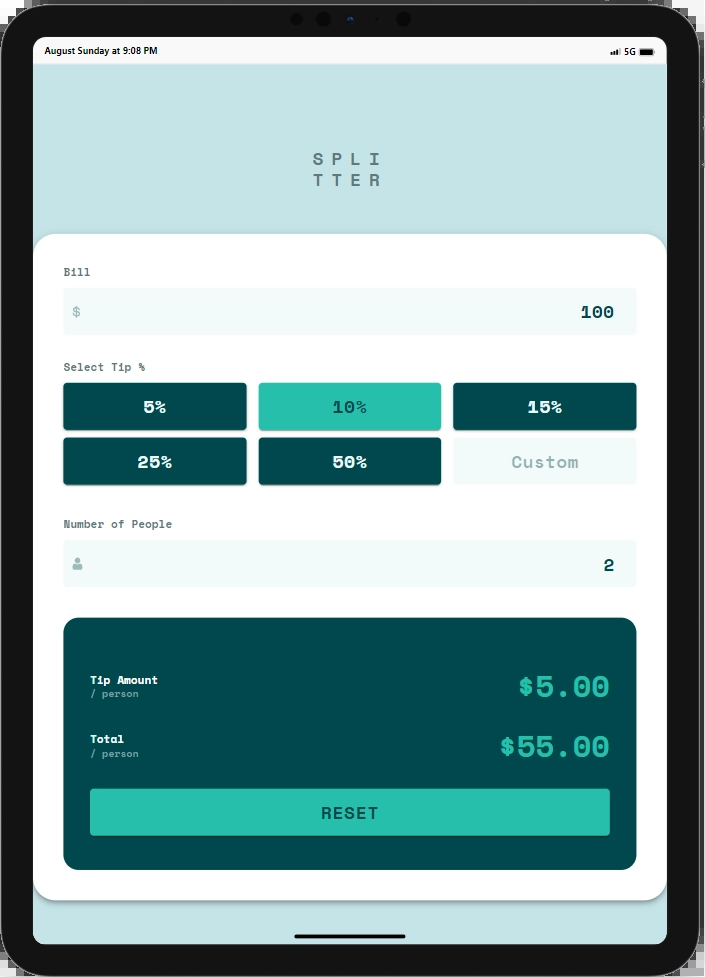 August Sunday at 9:08 PM 5G
SPLI
TTER
Bill
$ 100
Select Tip %
5% 10% 15%
25% 50% Custom
Number of People
2
Tip Amount $5.00
/ person
Total $55.00
/ person
RESET